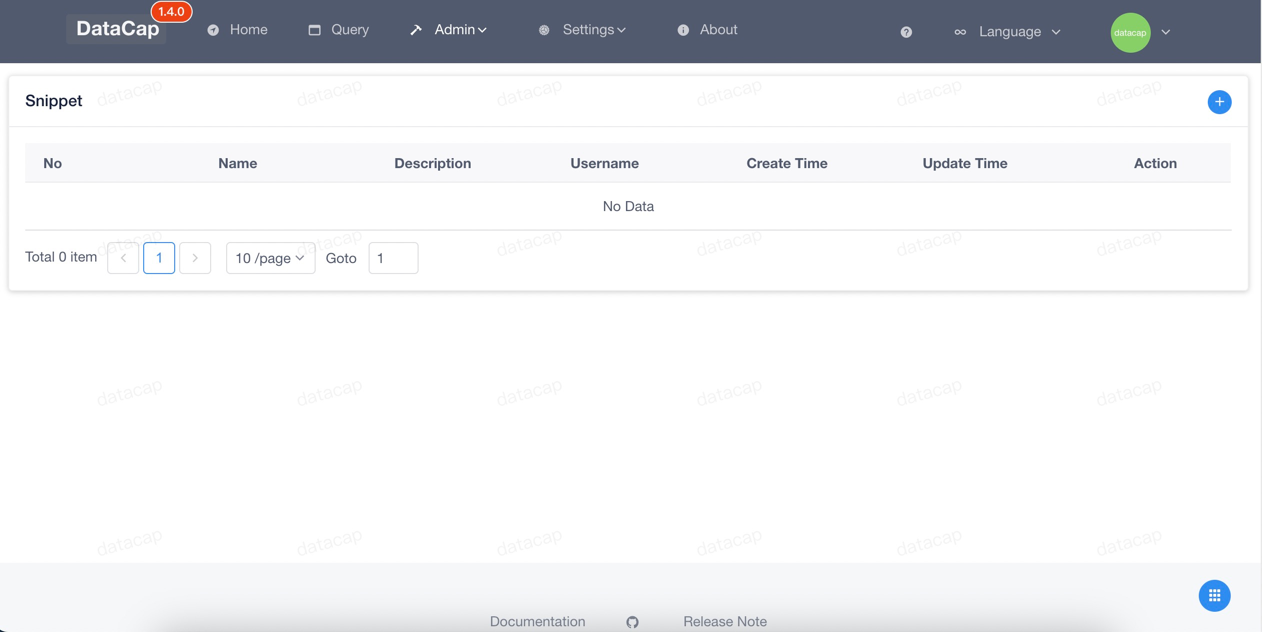 DataCap 1.4.0 Home Query Admin Settings About ? Language datacap
Snippet datacap datacap datacap datacap datacap datacap
No Name Description Username Create Time Update Time Action
No Data
datacap datacap datacap datacap datacap datacap
Total 0 item 1 10 /page Goto 1
datacap datacap datacap datacap datacap datacap
datacap datacap datacap datacap datacap datacap
Documentation Release Note